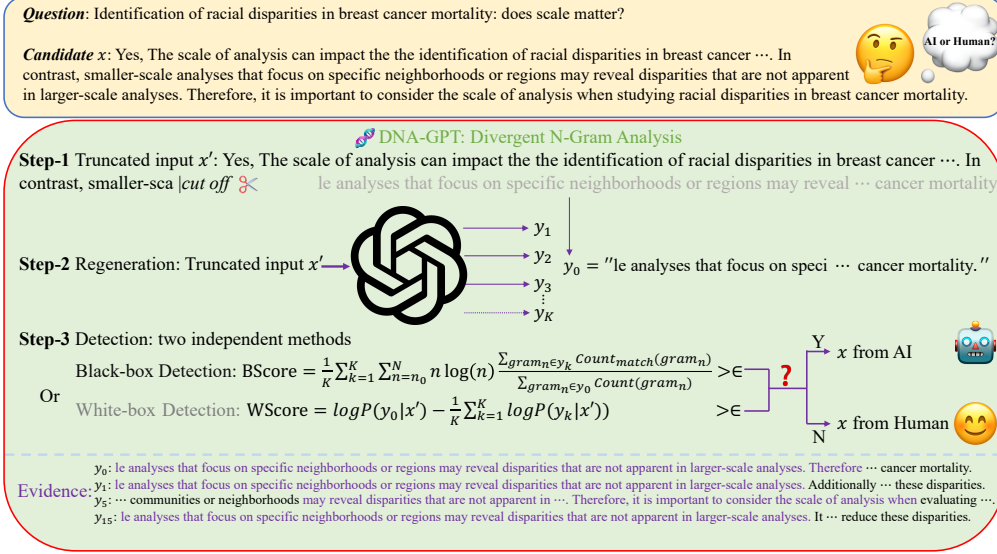 Question: Identification of racial disparities in breast cancer mortality: does scale matter?
AI or Human?
Candidate x: Yes, The scale of analysis can impact the the identification of racial disparities in breast cancer ⋯. In
contrast, smaller-scale analyses that focus on specific neighborhoods or regions may reveal disparities that are not apparent
in larger-scale analyses. Therefore, it is important to consider the scale of analysis when studying racial disparities in breast cancer mortality.
DNA-GPT: Divergent N-Gram Analysis
Step-1 Truncated input x′: Yes, The scale of analysis can impact the the identification of racial disparities in breast cancer ⋯. In
contrast, smaller-sca |cut off le analyses that focus on specific neighborhoods or regions may reveal ⋯ cancer mortality
y₁
y₂
Step-2 Regeneration: Truncated input x′ y₀ = "le analyses that focus on speci ⋯ cancer mortality."
y₃
⋮
y_K
Step-3 Detection: two independent methods
Black-box Detection: BScore = \frac{1}{K} ∑_{k=1}^{K} ∑_{n=n₀}^{N} n log(n) \frac{∑_{gram_n∈y_k} Count_{match}(gram_n)}{∑_{gram_n∈y₀} Count(gram_n)} >∈
Or
White-box Detection: WScore = logP(y₀|x′) − \frac{1}{K} ∑_{k=1}^{K} logP(y_k|x′)) >∈
?
Y x from AI
N x from Human
Evidence:
y₀: le analyses that focus on specific neighborhoods or regions may reveal disparities that are not apparent in larger-scale analyses. Therefore ⋯ cancer mortality.
y₁: le analyses that focus on specific neighborhoods or regions may reveal disparities that are not apparent in larger-scale analyses. Additionally ⋯ these disparities.
y₅: ⋯ communities or neighborhoods may reveal disparities that are not apparent in ⋯. Therefore, it is important to consider the scale of analysis when evaluating ⋯.
y₁₅: le analyses that focus on specific neighborhoods or regions may reveal disparities that are not apparent in larger-scale analyses. It ⋯ reduce these disparities.